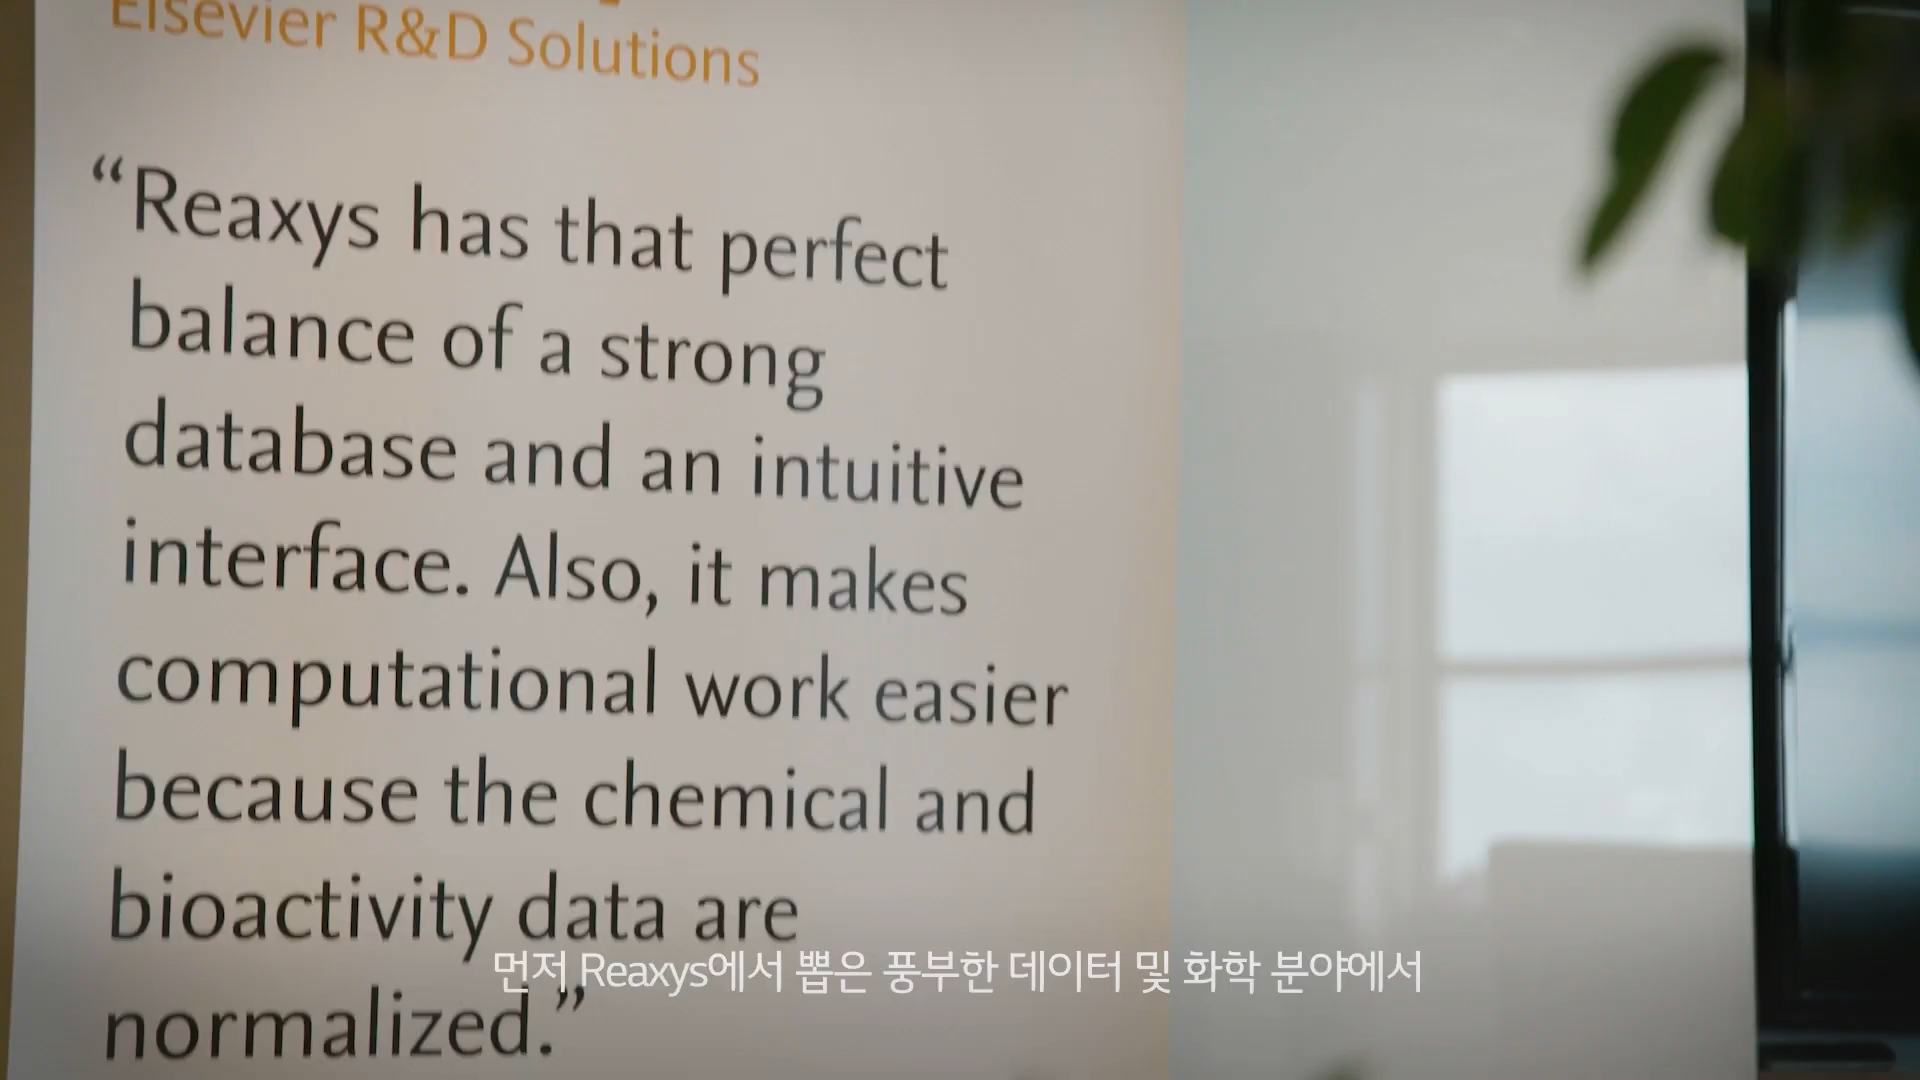 Elsevier R&D Solutions
“Reaxys has that perfect
balance of a strong
database and an intuitive
interface. Also, it makes
computational work easier
because the chemical and
bioactivity data are
normalized.”
먼저 Reaxys에서 뽑은 풍부한 데이터 및 화학 분야에서